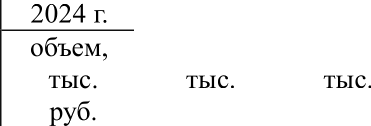 2024 г.
объем,
тыс. тыс. тыс.
руб.